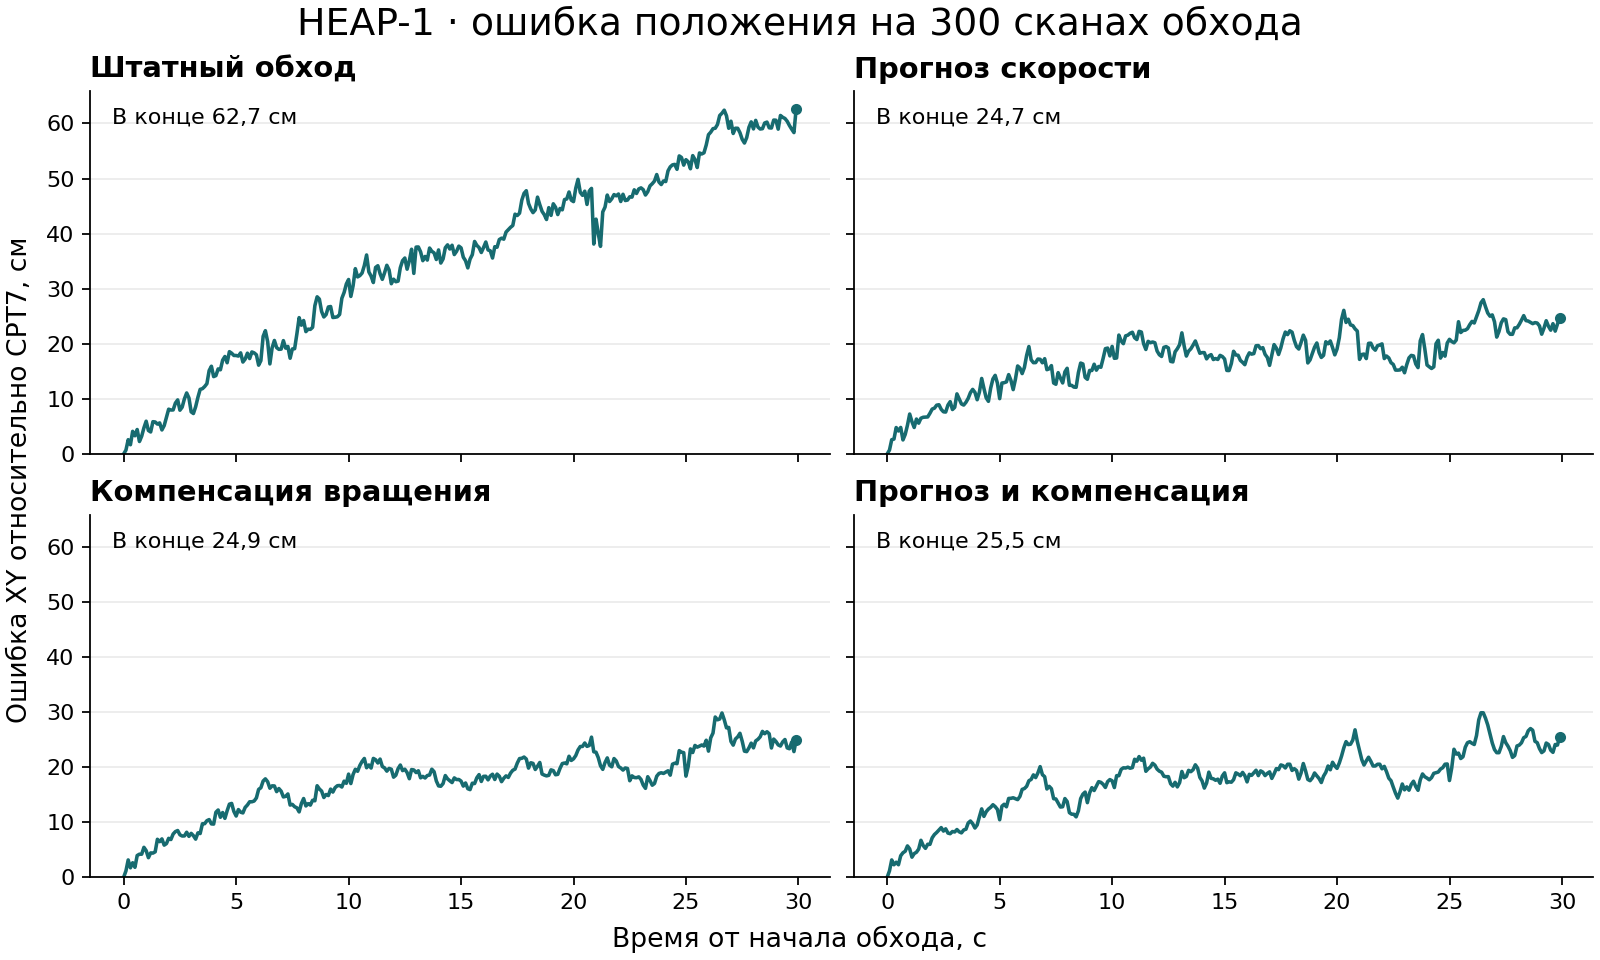 HEAP-1 · ошибка положения на 300 сканах обхода
Ошибка XY относительно CPT7, см
Штатный обход
В конце 62,7 см
60
50
40
30
20
10
0
Прогноз скорости
В конце 24,7 см
Компенсация вращения
В конце 24,9 см
60
50
40
30
20
10
0
0 5 10 15 20 25 30
Прогноз и компенсация
В конце 25,5 см
0 5 10 15 20 25 30
Время от начала обхода, с